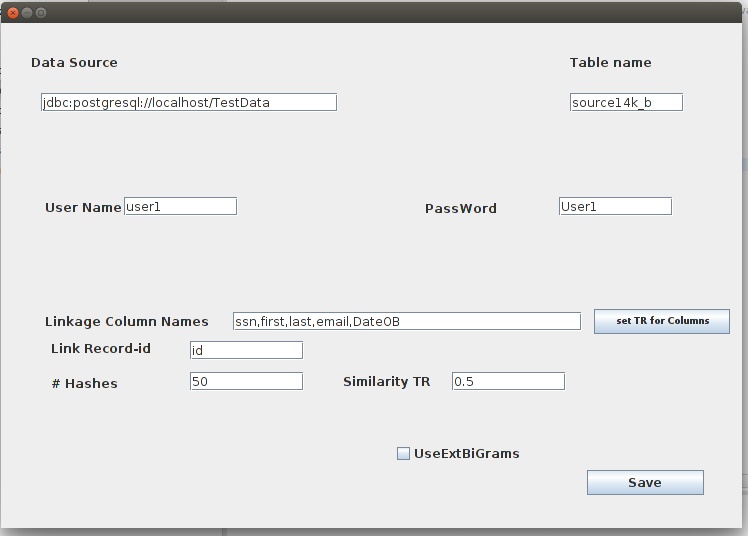 Data Source Table name
jdbc:postgresql://localhost/TestData source14k_b
User Name user1 PassWord User1
Linkage Column Names ssn,first,last,email,DateOB set TR for Columns
Link Record-id id
# Hashes 50 Similarity TR 0.5
UseExtBiGrams
Save